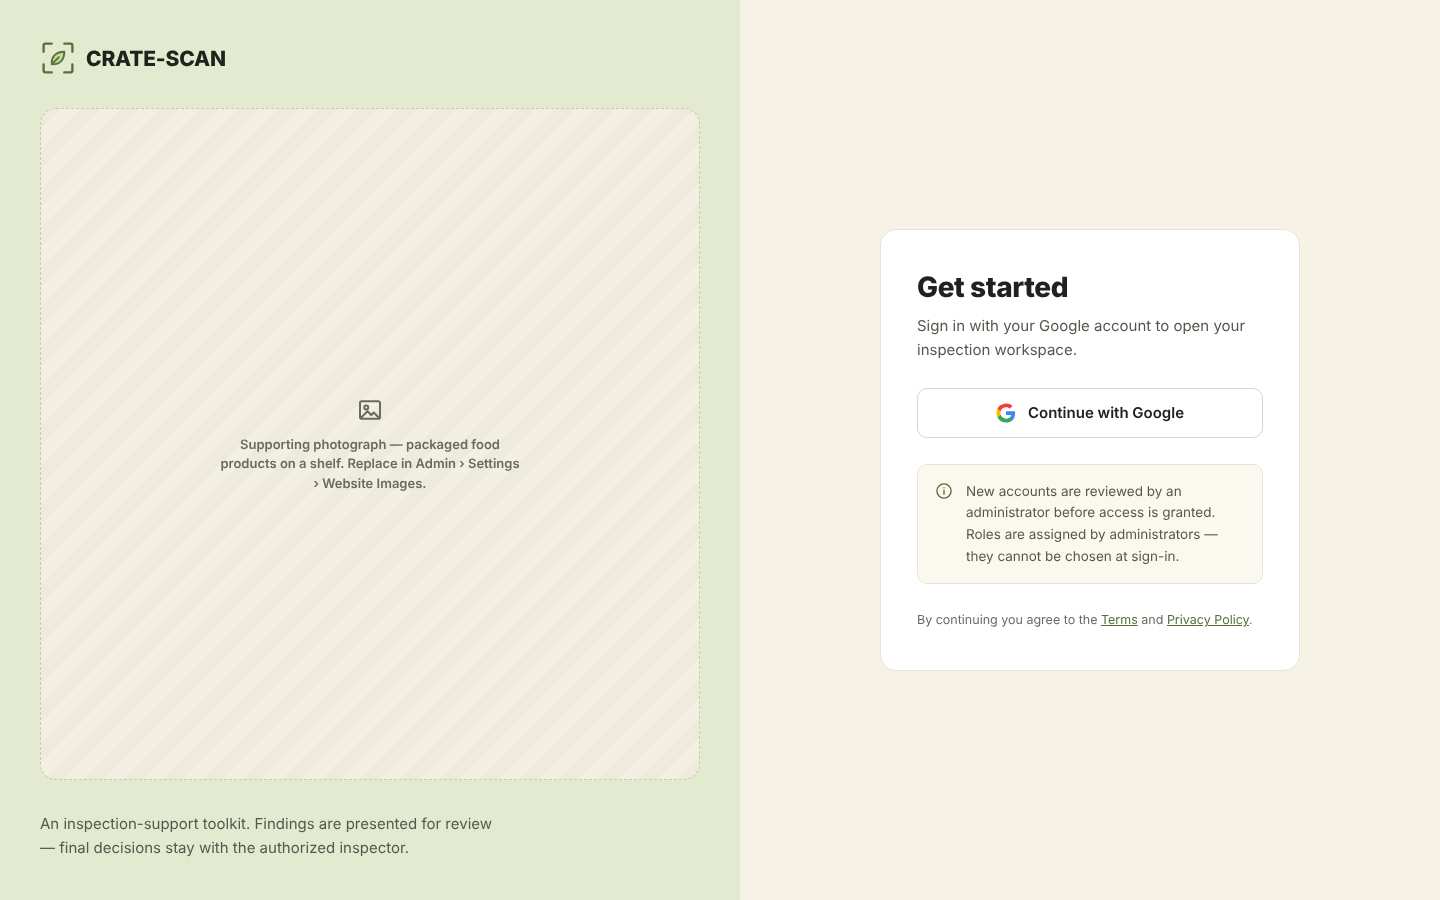 CRATE-SCAN
Supporting photograph — packaged food
products on a shelf. Replace in Admin › Settings
› Website Images.
An inspection-support toolkit. Findings are presented for review
— final decisions stay with the authorized inspector.
Get started
Sign in with your Google account to open your
inspection workspace.
Continue with Google
New accounts are reviewed by an
administrator before access is granted.
Roles are assigned by administrators —
they cannot be chosen at sign-in.
By continuing you agree to the Terms and Privacy Policy.